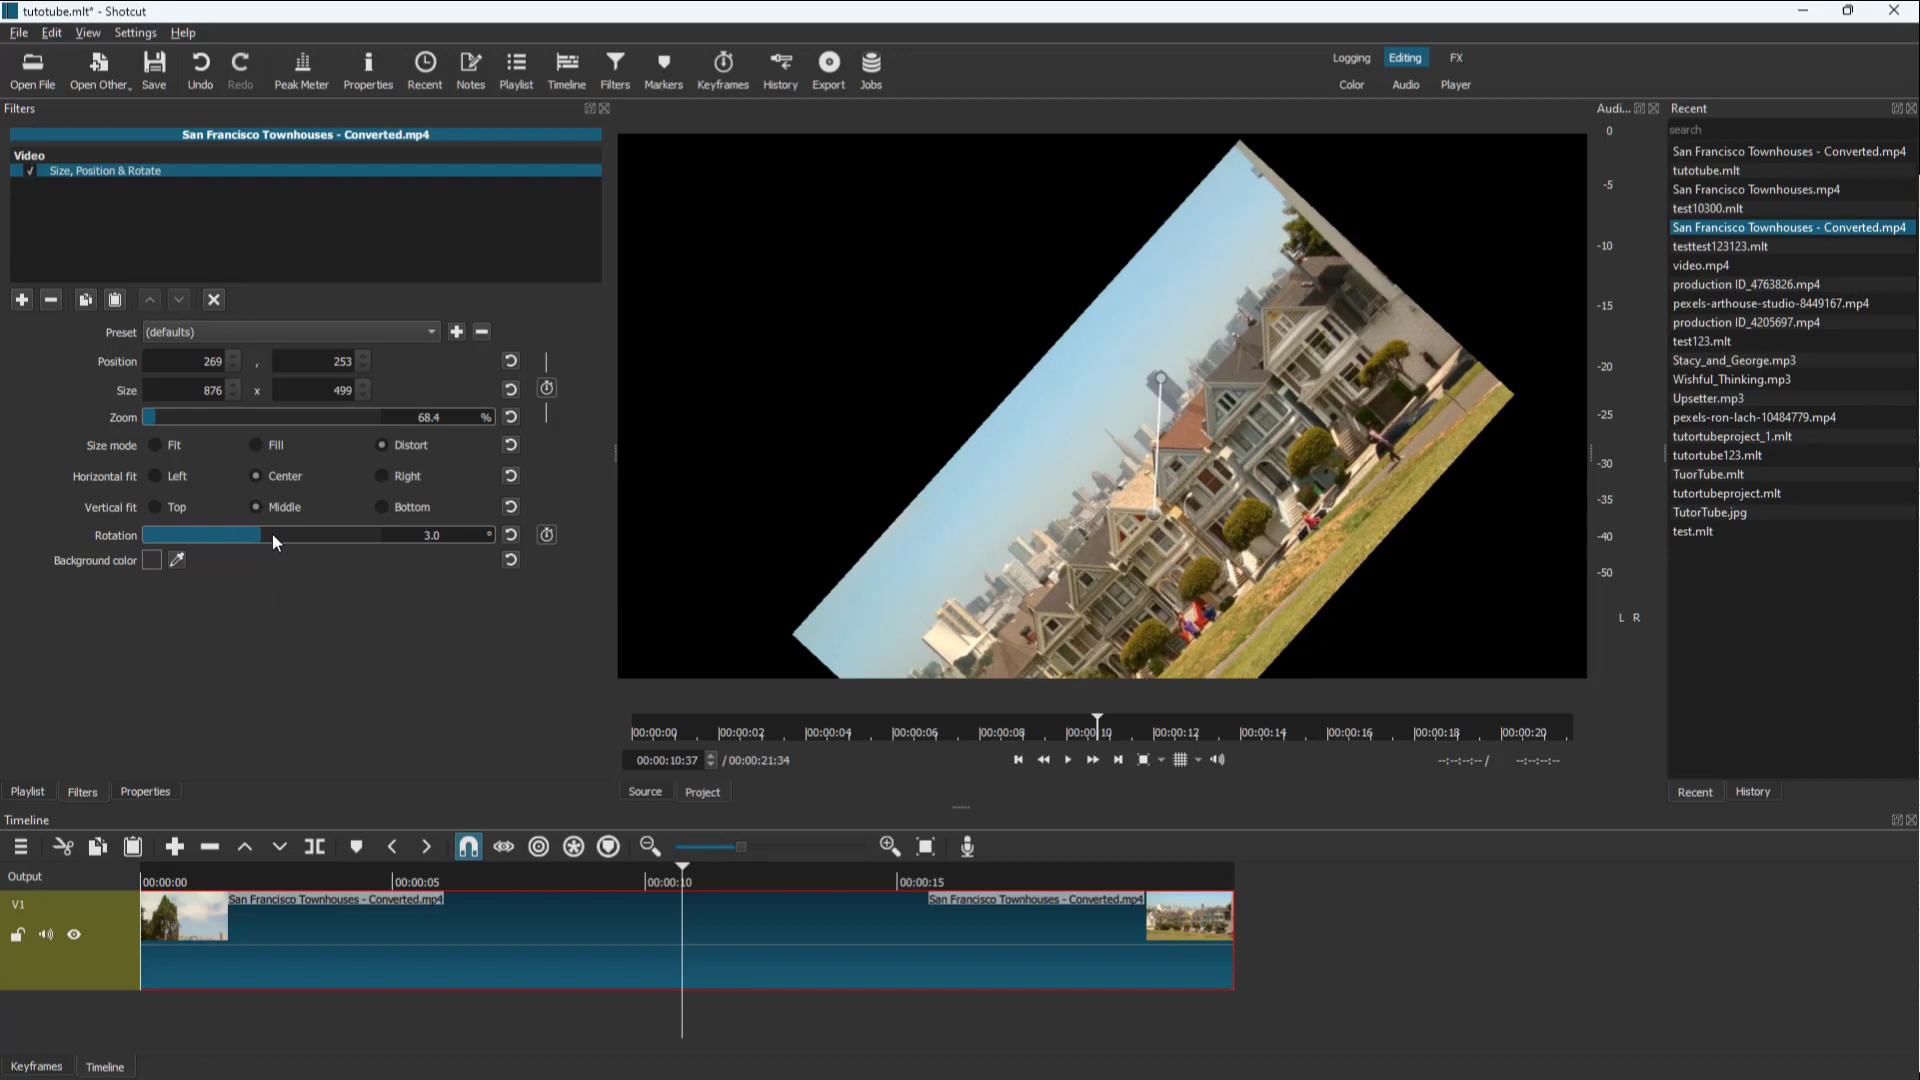 tutotube.mlt* - Shotcut
File Edit View Settings Help
Open File Open Other... Save Undo Redo Peak Meter Properties Recent Notes Playlist Timeline Filters Markers Keyframes History Export Jobs
Logging Editing FX
Color Audio Player
Filters
San Francisco Townhouses - Converted.mp4
Video
✓ Size, Position & Rotate
Preset (defaults)
Position 269 , 253
Size 876 x 499
Zoom 68.4 %
Size mode Fit Fill Distort
Horizontal fit Left Center Right
Vertical fit Top Middle Bottom
Rotation 3.0 °
Background color
00:00:00 00:00:02 00:00:04 00:00:06 00:00:08 00:00:10 00:00:12 00:00:14 00:00:16 00:00:18 00:00:20
00:00:10:37 / 00:00:21:34
--:--:--:-- / --:--:--:--
Source Project
Playlist Filters Properties
Audi...
0
-5
-10
-15
-20
-25
-30
-35
-40
-50
L R
Recent
search
San Francisco Townhouses - Converted.mp4
tutotube.mlt
San Francisco Townhouses.mp4
test10300.mlt
San Francisco Townhouses - Converted.mp4
testtest123123.mlt
video.mp4
production ID_4763826.mp4
pexels-arthouse-studio-8449167.mp4
production ID_4205697.mp4
test123.mlt
Stacy_and_George.mp3
Wishful_Thinking.mp3
Upsetter.mp3
pexels-ron-lach-10484779.mp4
tutortubeproject_1.mlt
tutortube123.mlt
TuorTube.mlt
tutortubeproject.mlt
TutorTube.jpg
test.mlt
Recent History
Timeline
Output
00:00:00 00:00:05 00:00:10 00:00:15
V1
San Francisco Townhouses - Converted.mp4 San Francisco Townhouses - Converted.mp4
Keyframes Timeline